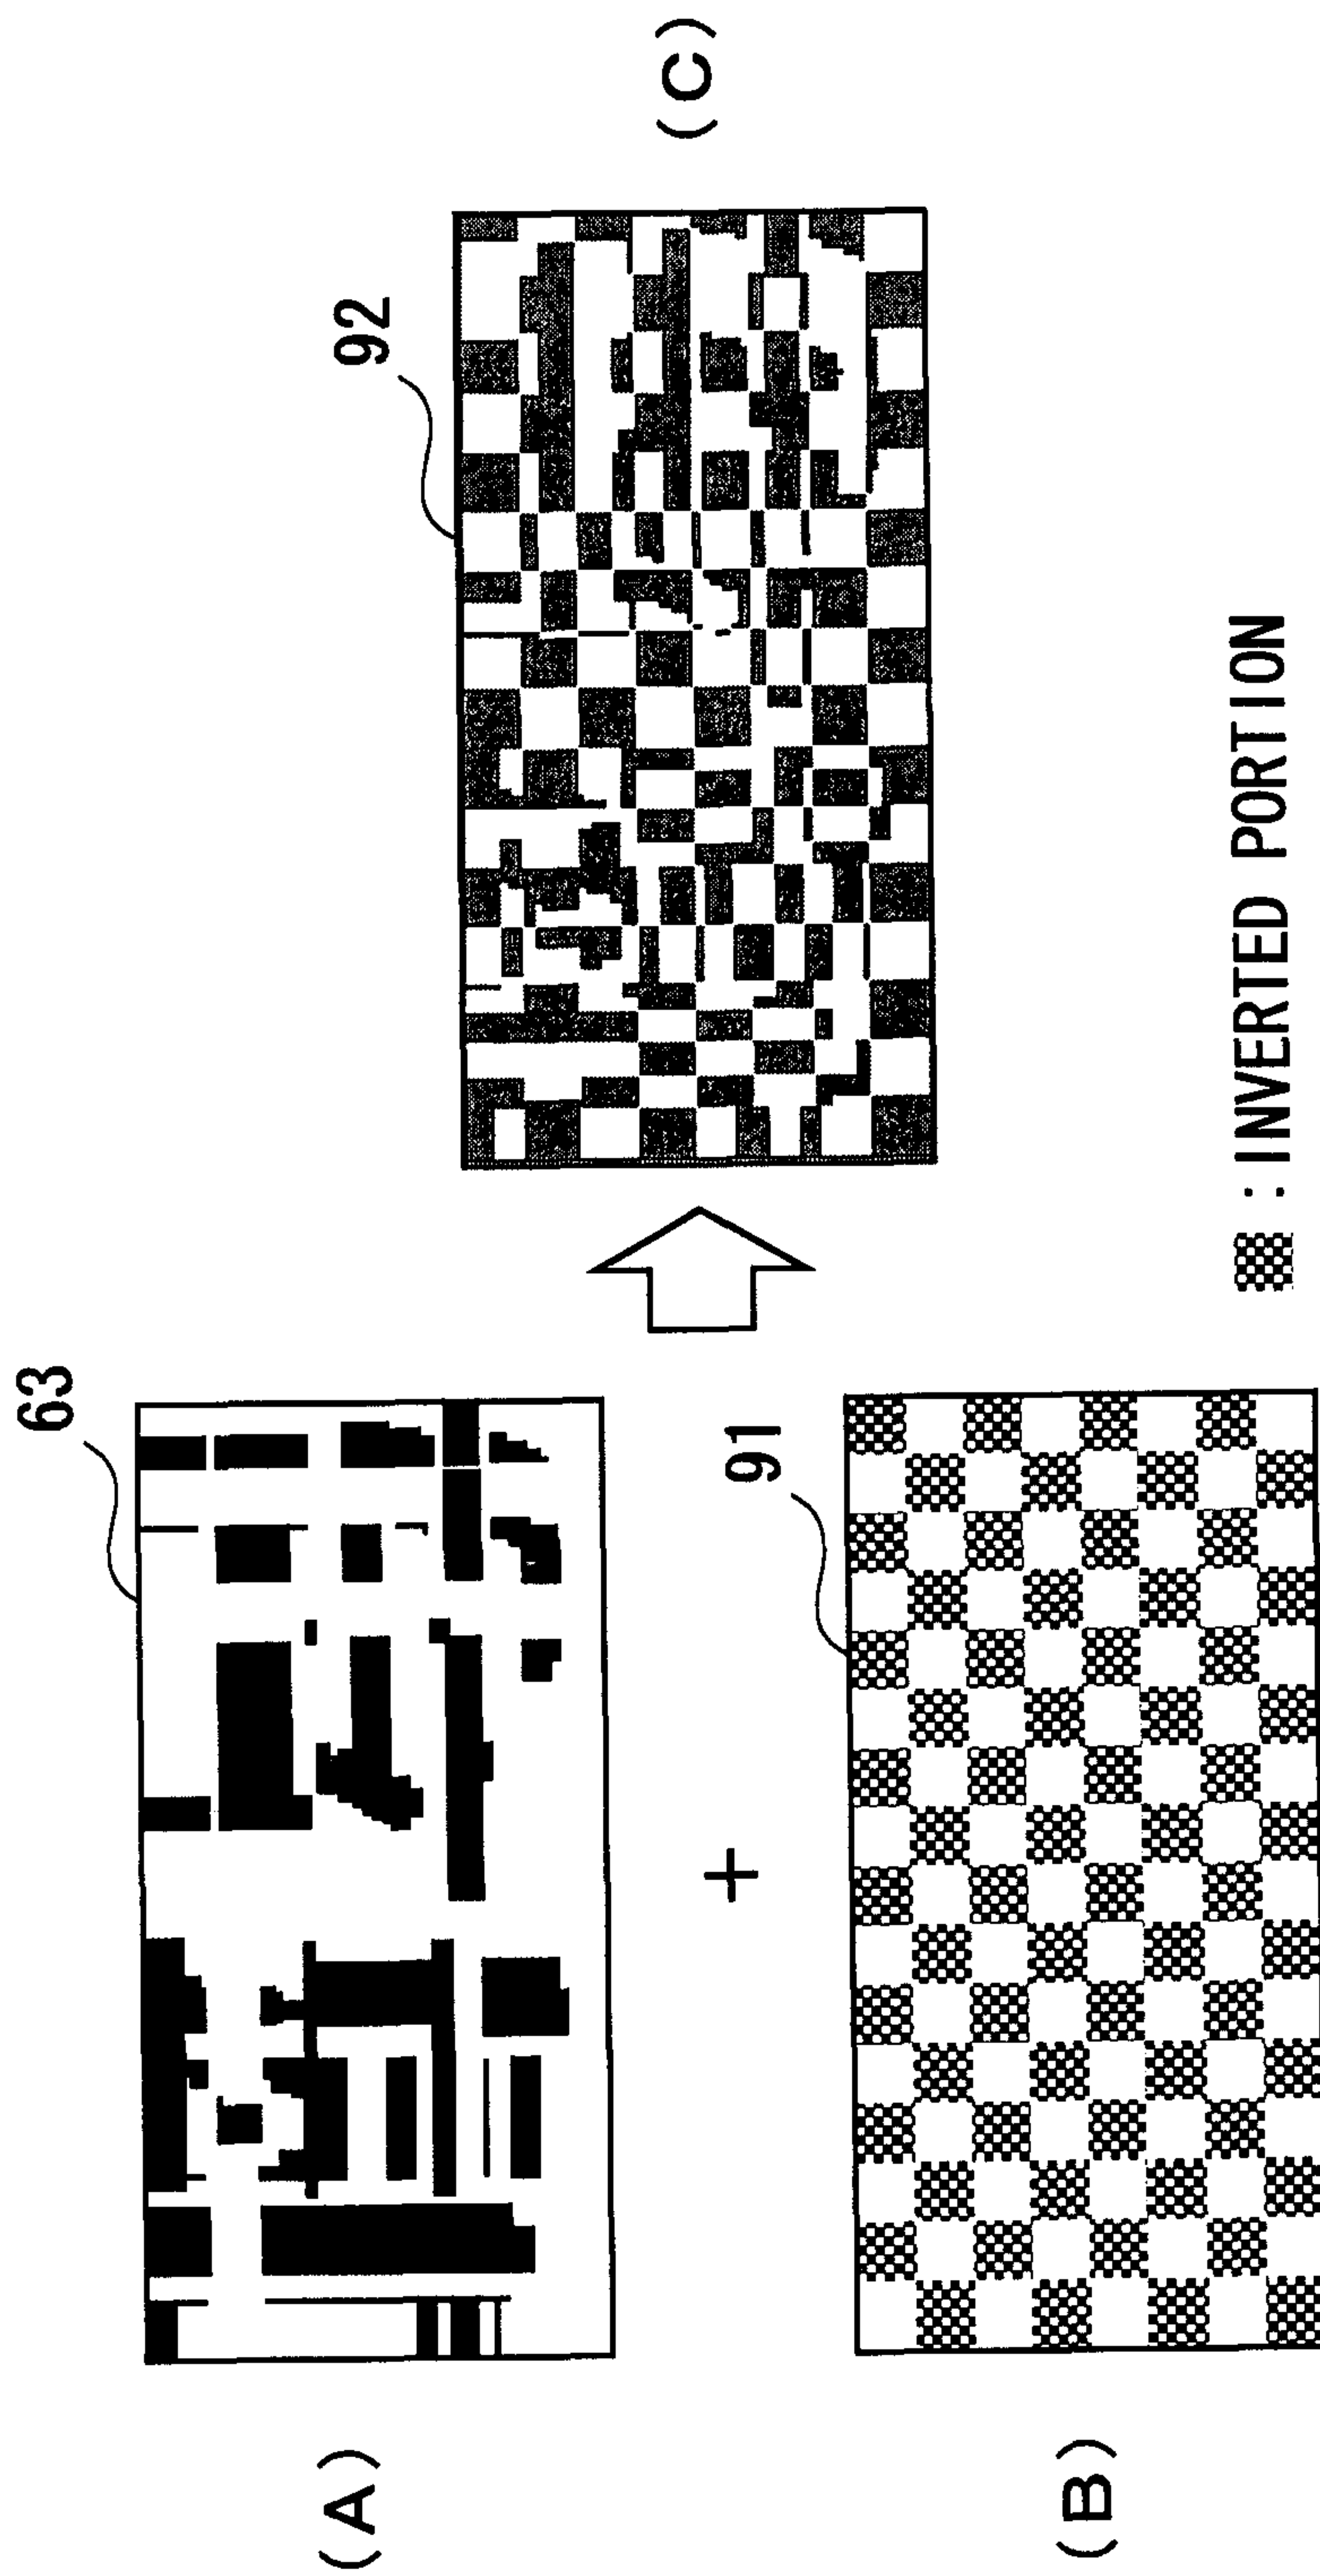 (A)
63
+
(B)
91
92
(C)
: INVERTED PORTION